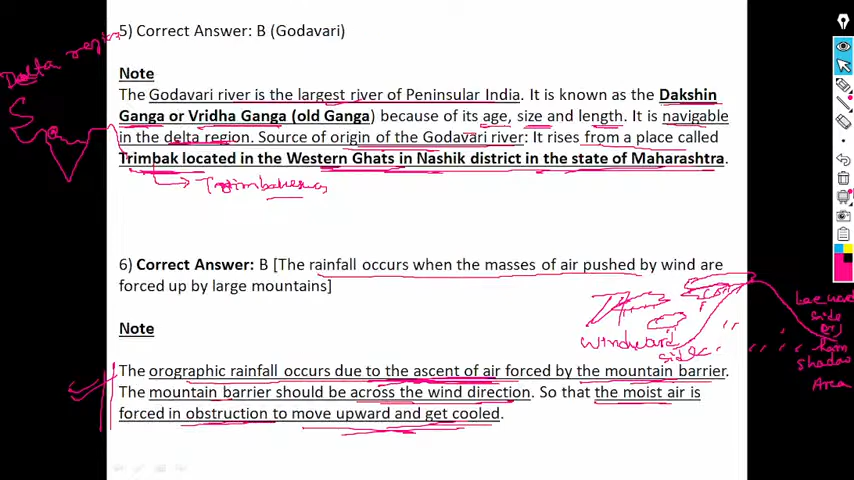 5) Correct Answer: B (Godavari)
Delta region
Note
The Godavari river is the largest river of Peninsular India. It is known as the Dakshin
Ganga or Vridha Ganga (old Ganga) because of its age, size and length. It is navigable
in the delta region. Source of origin of the Godavari river: It rises from a place called
Trimbak located in the Western Ghats in Nashik district in the state of Maharashtra.
6) Correct Answer: B [The rainfall occurs when the masses of air pushed by wind are
forced up by large mountains]
windward
side
Leeward
side
or
Rain
Shadow
Area
Note
The orographic rainfall occurs due to the ascent of air forced by the mountain barrier.
The mountain barrier should be across the wind direction. So that the moist air is
forced in obstruction to move upward and get cooled.